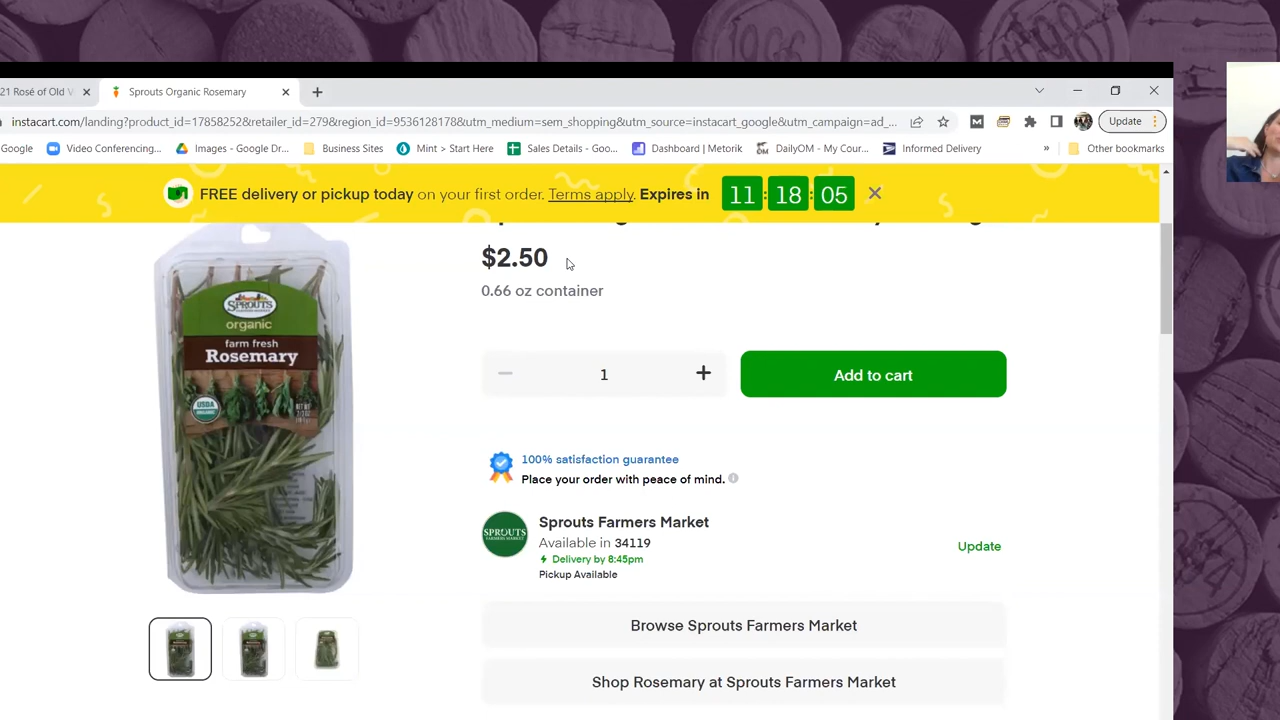 21 Rosé of Old V
Sprouts Organic Rosemary
instacart.com/landing?product_id=17858252&retailer_id=279&region_id=9536128178&utm_medium=sem_shopping&utm_source=instacart_google&utm_campaign=ad_...
Update
Google
Video Conferencing...
Images - Google Dr...
Business Sites
Mint > Start Here
Sales Details - Goo...
Dashboard | Metorik
DailyOM - My Cour...
Informed Delivery
»
Other bookmarks
FREE delivery or pickup today on your first order. Terms apply. Expires in 11:18:05
$2.50
0.66 oz container
SPROUTS
FARMERS MARKET
organic
farm fresh
Rosemary
USDA
ORGANIC
1
Add to cart
100% satisfaction guarantee
Place your order with peace of mind.
SPROUTS
FARMERS MARKET
Sprouts Farmers Market
Available in 34119
Delivery by 8:45pm
Pickup Available
Update
Browse Sprouts Farmers Market
Shop Rosemary at Sprouts Farmers Market